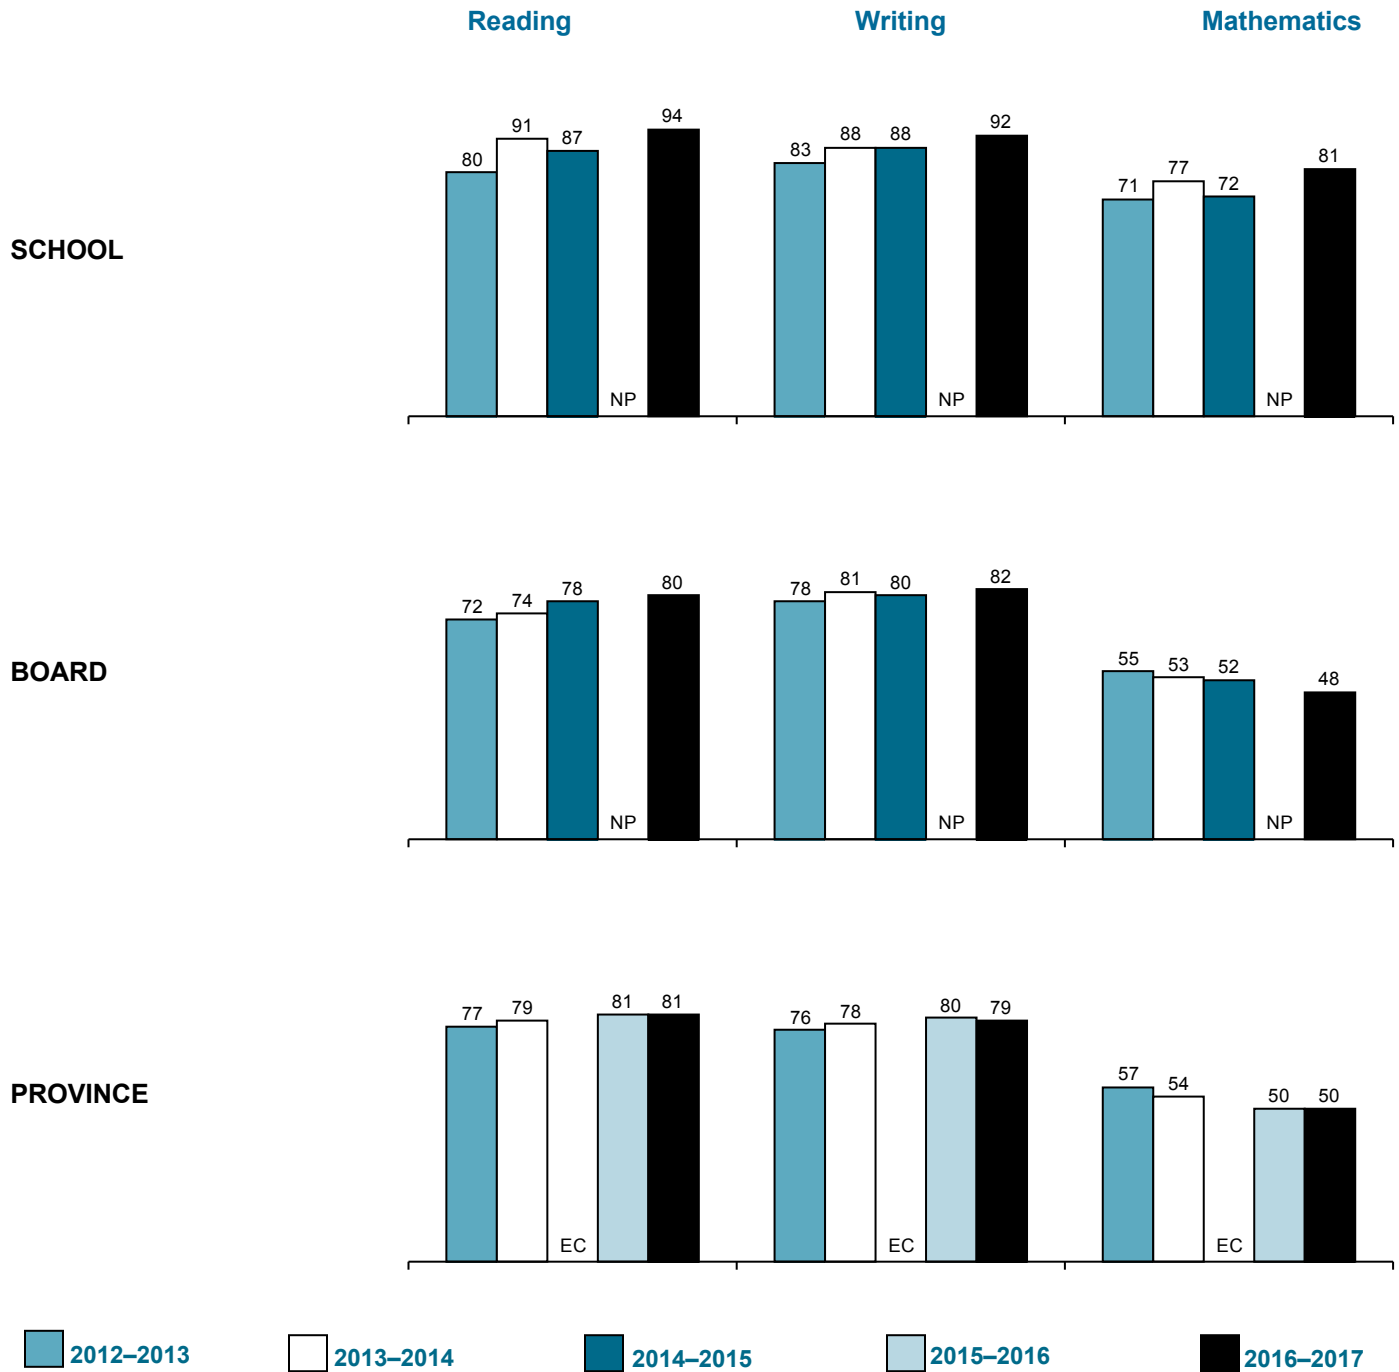 Reading Writing Mathematics
SCHOOL
80 91 87 NP 94 83 88 88 NP 92 71 77 72 NP 81
BOARD
72 74 78 NP 80 78 81 80 NP 82 55 53 52 NP 48
PROVINCE
77 79 EC 81 81 76 78 EC 80 79 57 54 EC 50 50
2012–2013 2013–2014 2014–2015 2015–2016 2016–2017